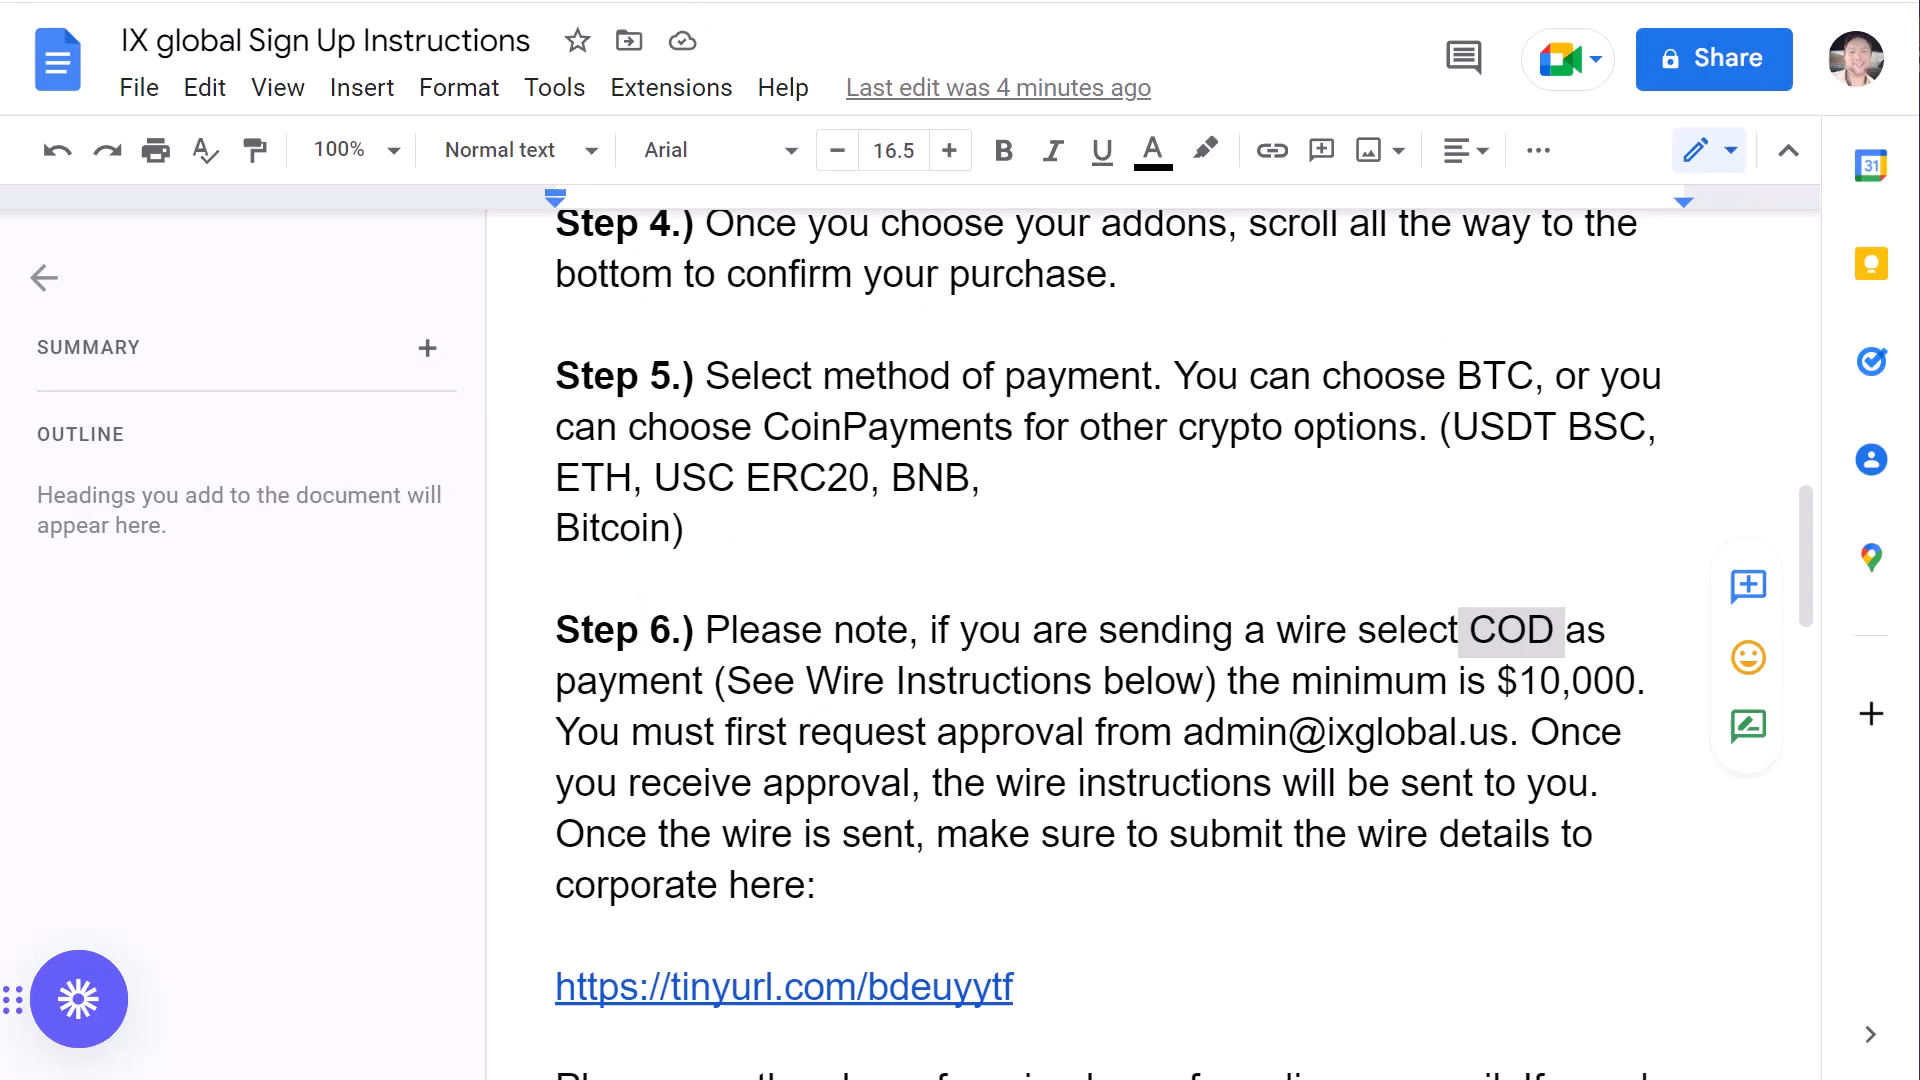 IX global Sign Up Instructions
File Edit View Insert Format Tools Extensions Help Last edit was 4 minutes ago
Share
100% Normal text Arial 16.5 B I U A
31
SUMMARY
OUTLINE
Headings you add to the document will
appear here.
Step 4.) Once you choose your addons, scroll all the way to the
bottom to confirm your purchase.
Step 5.) Select method of payment. You can choose BTC, or you
can choose CoinPayments for other crypto options. (USDT BSC,
ETH, USC ERC20, BNB,
Bitcoin)
Step 6.) Please note, if you are sending a wire select COD as
payment (See Wire Instructions below) the minimum is $10,000.
You must first request approval from admin@ixglobal.us. Once
you receive approval, the wire instructions will be sent to you.
Once the wire is sent, make sure to submit the wire details to
corporate here:
https://tinyurl.com/bdeuyytf